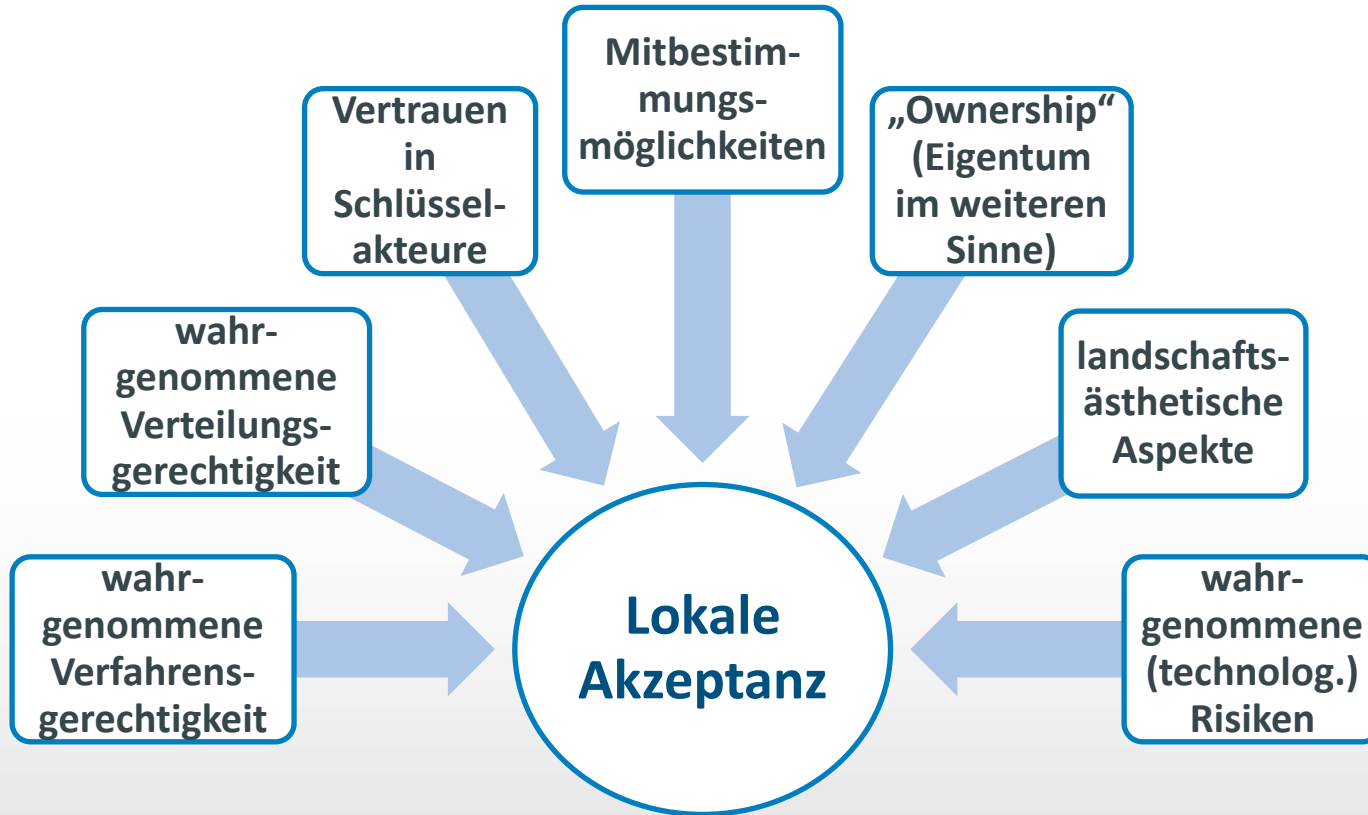 Mitbestim-
mungs-
möglichkeiten
Vertrauen
in
Schlüssel-
akteure
„Ownership“
(Eigentum
im weiteren
Sinne)
wahr-
genommene
Verteilungs-
gerechtigkeit
landschafts-
ästhetische
Aspekte
wahr-
genommene
Verfahrens-
gerechtigkeit
Lokale
Akzeptanz
wahr-
genommene
(technolog.)
Risiken